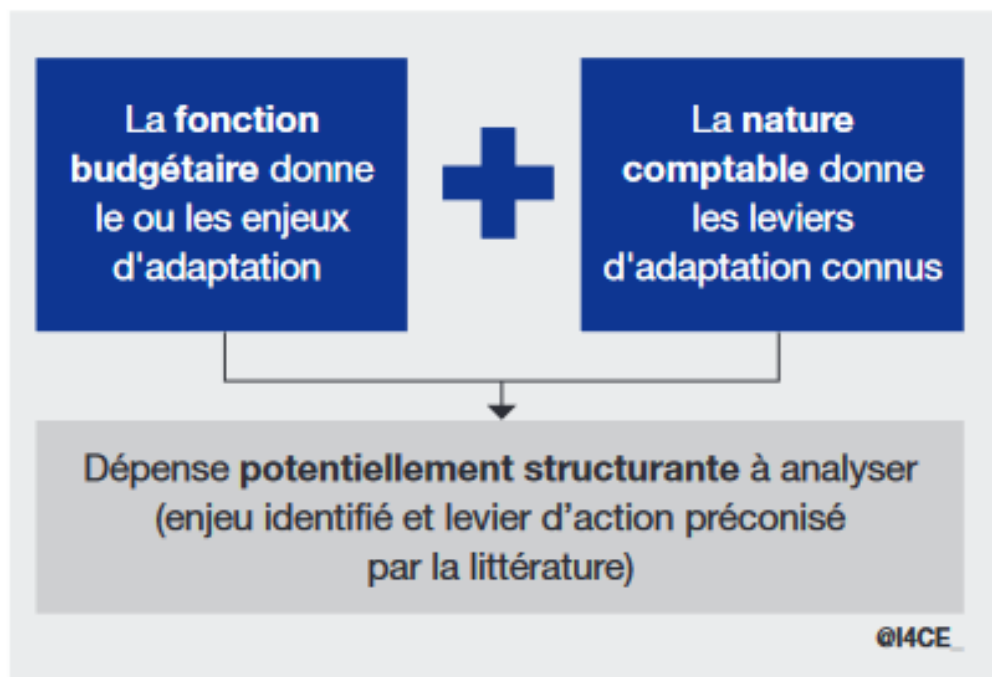 La fonction
budgétaire donne
le ou les enjeux
d'adaptation
La nature
comptable donne
les leviers
d'adaptation connus
Dépense potentiellement structurante à analyser
(enjeu identifié et levier d’action préconisé
par la littérature)
@I4CE_